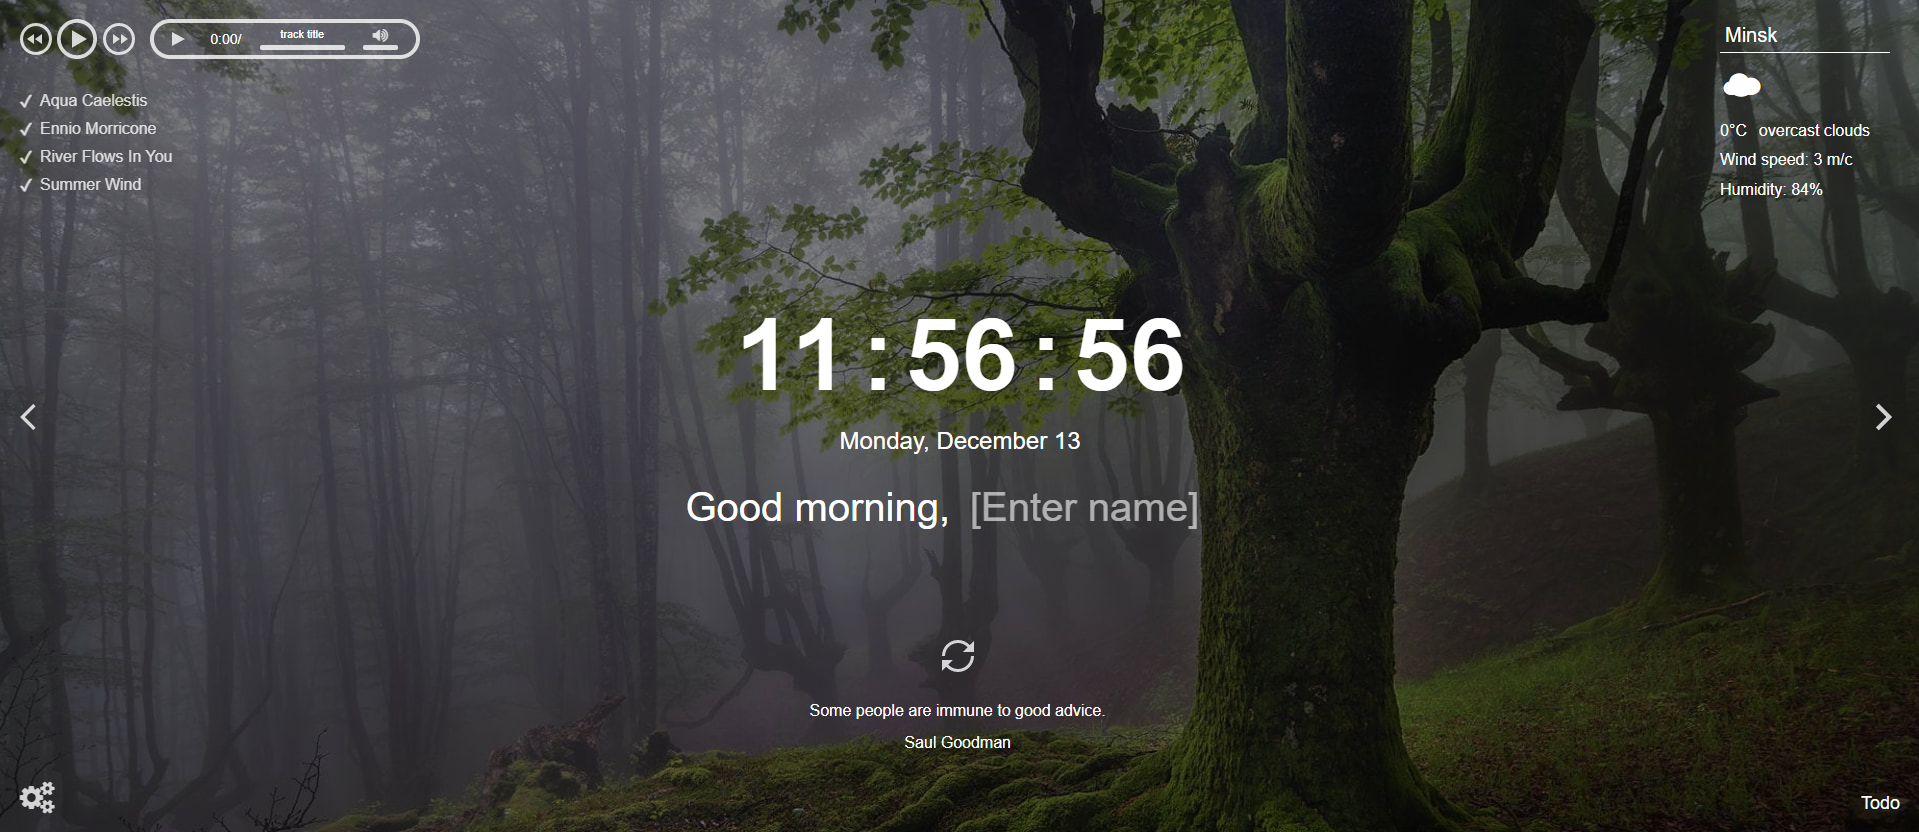 0:00/
track title
Aqua Caelestis
Ennio Morricone
River Flows In You
Summer Wind
Minsk
0°C overcast clouds
Wind speed: 3 m/c
Humidity: 84%
11:56:56
Monday, December 13
Good morning, [Enter name]
Some people are immune to good advice.
Saul Goodman
Todo